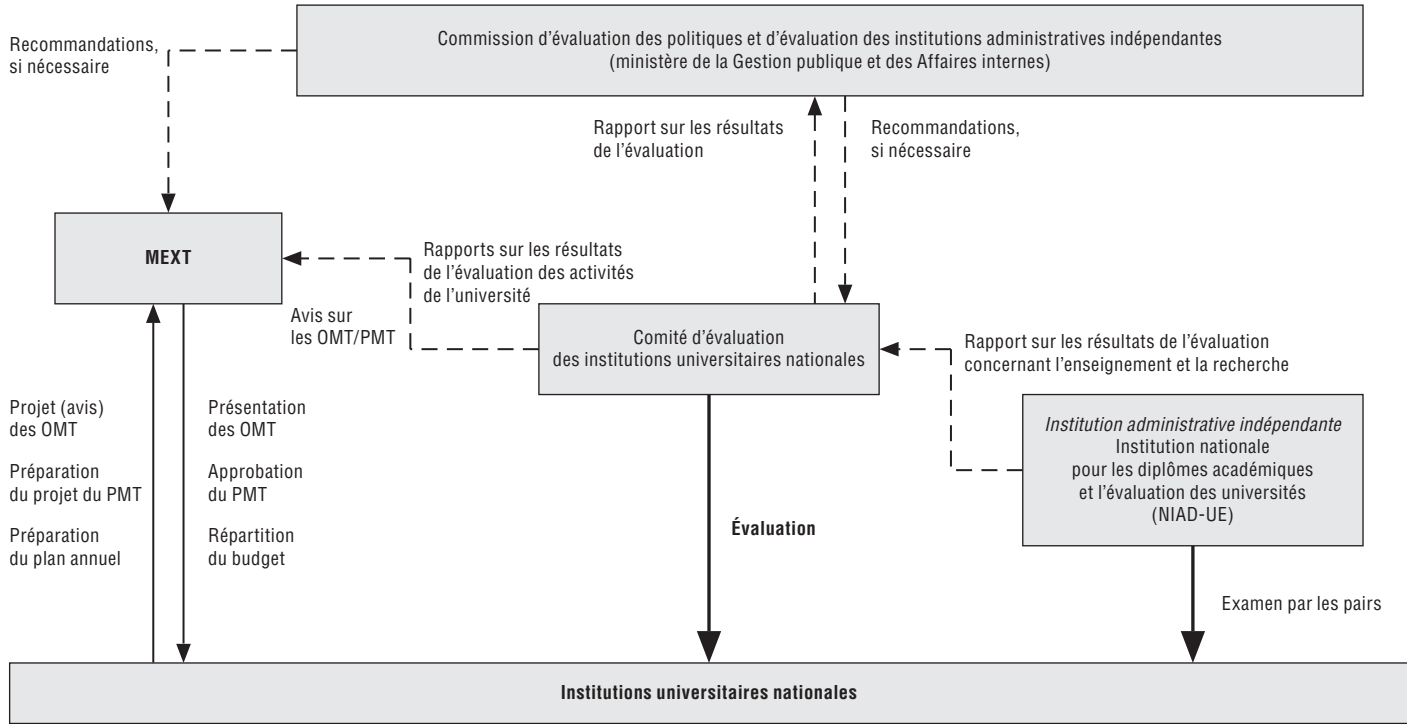 Recommandations,
si nécessaire
Commission d'évaluation des politiques et d'évaluation des institutions administratives indépendantes
(ministère de la Gestion publique et des Affaires internes)
Rapport sur les résultats
de l'évaluation
Recommandations,
si nécessaire
MEXT
Rapports sur les résultats
de l'évaluation des activités
de l'université
Avis sur
les OMT/PMT
Comité d'évaluation
des institutions universitaires nationales
Rapport sur les résultats de l'évaluation
concernant l'enseignement et la recherche
Institution administrative indépendante
Institution nationale
pour les diplômes académiques
et l'évaluation des universités
(NIAD-UE)
Projet (avis)
des OMT
Préparation
du projet du PMT
Préparation
du plan annuel
Présentation
des OMT
Approbation
du PMT
Répartition
du budget
Évaluation
Examen par les pairs
Institutions universitaires nationales